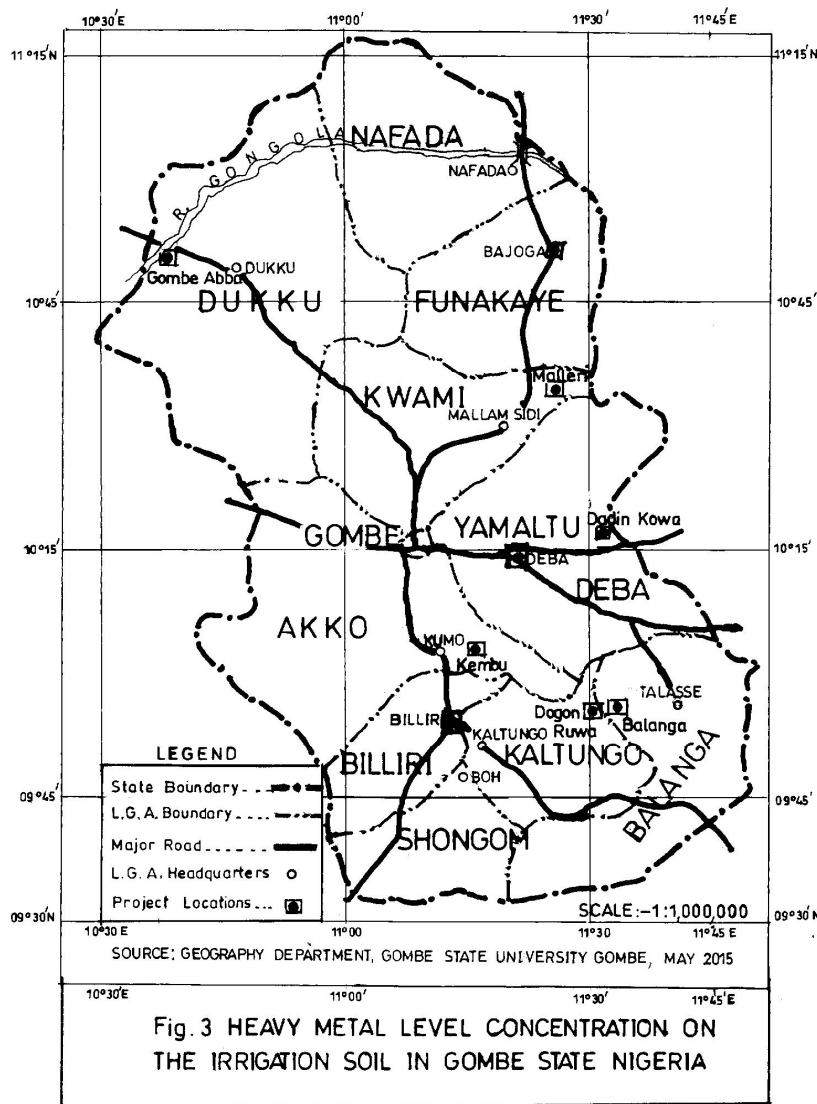 10°30'E 11°00' 11°30' 11°45'E
11°15'N 11°15'N
NAFADA
R. GONGOLA
NAFADA
BAJOGA
DUKKU
Gombe Abba
DUKKU FUNAKAYE
10°45' 10°45'
KWAMI
Malleri
MALLAM SIDI
GOMBE YAMALTU
Dadin Kowa
10°15' 10°15'
DEBA
DEBA
AKKO
KUMO
Kembu
TALASSE
BILLIRI
Dogon
Ruwa
Balanga
KALTUNGO
KALTUNGO
BILLIRI
BOH
BALANGA
SHONGOM
LEGEND
State Boundary
L.G.A. Boundary
Major Road
L.G.A. Headquarters
Project Locations
09°45' 09°45'
SCALE:-1:1,000,000
09°30'N 09°30'N
10°30'E 11°00' 11°30' 11°45'E
SOURCE: GEOGRAPHY DEPARTMENT, GOMBE STATE UNIVERSITY GOMBE, MAY 2015
10°30'E 11°00' 11°30' 11°45'E
Fig. 3 HEAVY METAL LEVEL CONCENTRATION ON
THE IRRIGATION SOIL IN GOMBE STATE NIGERIA